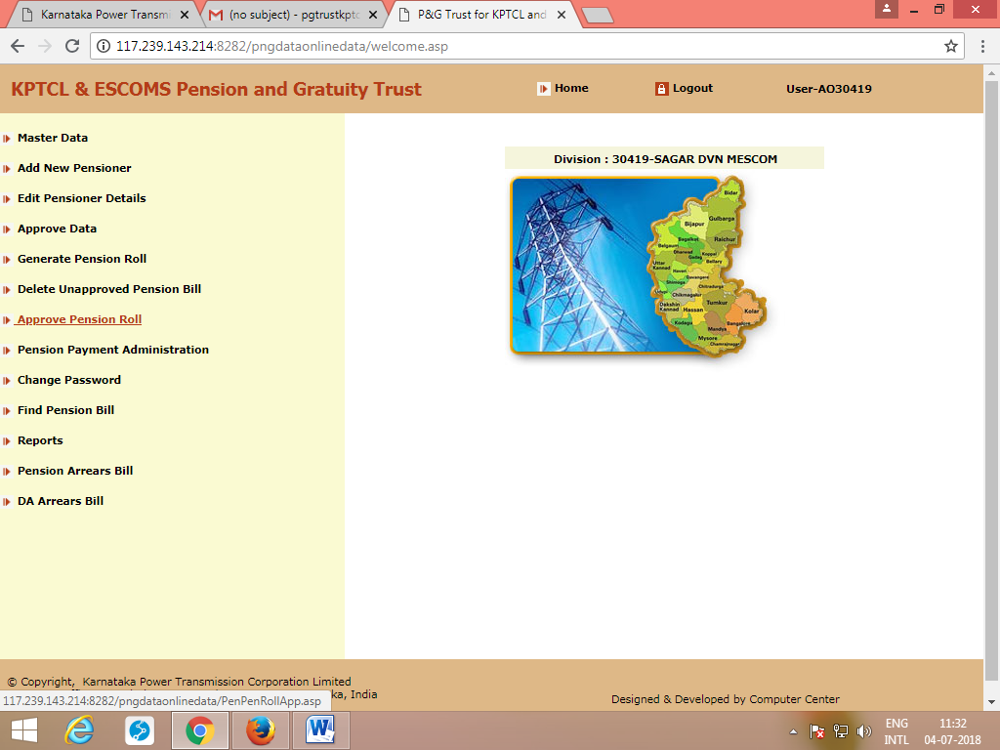 Karnataka Power Transmi
(no subject) - pgtrustkptc
P&G Trust for KPTCL and
117.239.143.214:8282/pngdataonlinedata/welcome.asp
KPTCL & ESCOMS Pension and Gratuity Trust
Home
Logout
User-AO30419
Master Data
Add New Pensioner
Edit Pensioner Details
Approve Data
Generate Pension Roll
Delete Unapproved Pension Bill
Approve Pension Roll
Pension Payment Administration
Change Password
Find Pension Bill
Reports
Pension Arrears Bill
DA Arrears Bill
Division : 30419-SAGAR DVN MESCOM
Bidar
Gulbarga
Bijapur
Bagalkot
Raichur
Belgaum
Dharwad
Koppal
Gadag
Bellary
Uttar
Kannad
Haveri
Davangere
Shimoga
Chitradurga
Udupi
Chikmagalur
Tumkur
Kolar
Dakshin
Kannad
Hassan
Bangalore
Kodagu
Mandya
Mysore
Chamrajnagar
© Copyright, Karnataka Power Transmission Corporation Limited
ka, India
Designed & Developed by Computer Center
117.239.143.214:8282/pngdataonlinedata/PenPenRollApp.asp
ENG
INTL
11:32
04-07-2018